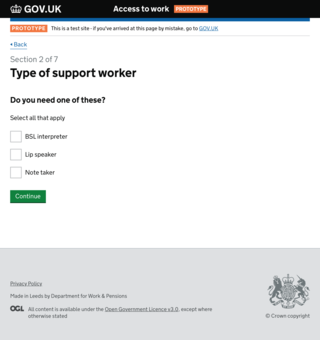 GOV.UK Access to work PROTOTYPE
PROTOTYPE This is a test site - if you've arrived at this page by mistake, go to GOV.UK
Back
Section 2 of 7
Type of support worker
Do you need one of these?
Select all that apply
BSL interpreter
Lip speaker
Note taker
Continue
Privacy Policy
Made in Leeds by Department for Work & Pensions
OGL All content is available under the Open Government Licence v3.0, except where
otherwise stated
© Crown copyright